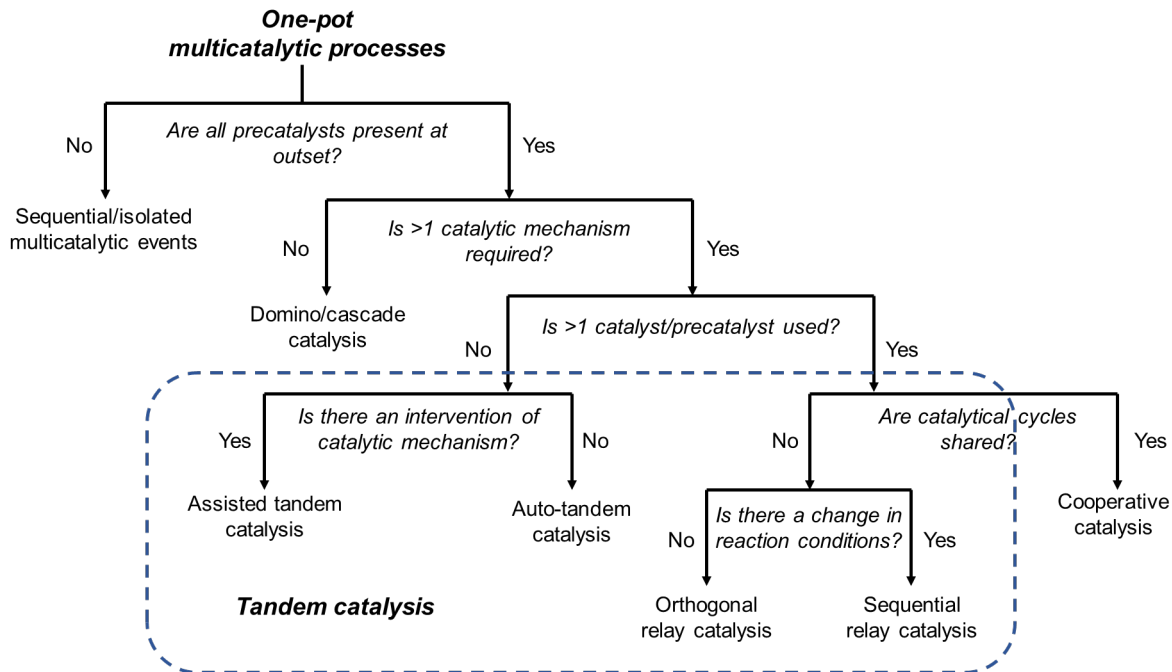 One-pot
multicatalytic processes
No
Are all precatalysts present at
outset?
Yes
Sequential/isolated
multicatalytic events
No
Is >1 catalytic mechanism
required?
Yes
Domino/cascade
catalysis
No
Is >1 catalyst/precatalyst used?
Yes
Yes
Is there an intervention of
catalytic mechanism?
No
No
Are catalytical cycles
shared?
Yes
Assisted tandem
catalysis
Auto-tandem
catalysis
Cooperative
catalysis
No
Is there a change in
reaction conditions?
Yes
Tandem catalysis
Orthogonal
relay catalysis
Sequential
relay catalysis